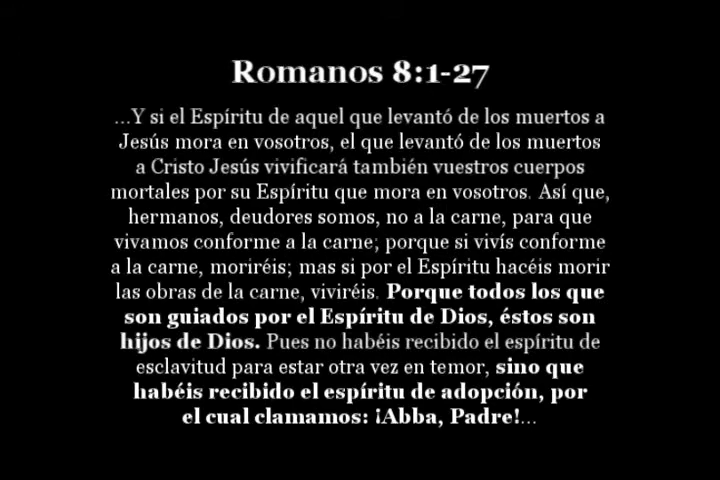 Romanos 8:1-27
...Y si el Espíritu de aquel que levantó de los muertos a
Jesús mora en vosotros, el que levantó de los muertos
a Cristo Jesús vivificará también vuestros cuerpos
mortales por su Espíritu que mora en vosotros. Así que,
hermanos, deudores somos, no a la carne, para que
vivamos conforme a la carne; porque si vivís conforme
a la carne, moriréis; mas si por el Espíritu hacéis morir
las obras de la carne, viviréis. Porque todos los que
son guiados por el Espíritu de Dios, éstos son
hijos de Dios. Pues no habéis recibido el espíritu de
esclavitud para estar otra vez en temor, sino que
habéis recibido el espíritu de adopción, por
el cual clamamos: ¡Abba, Padre!...